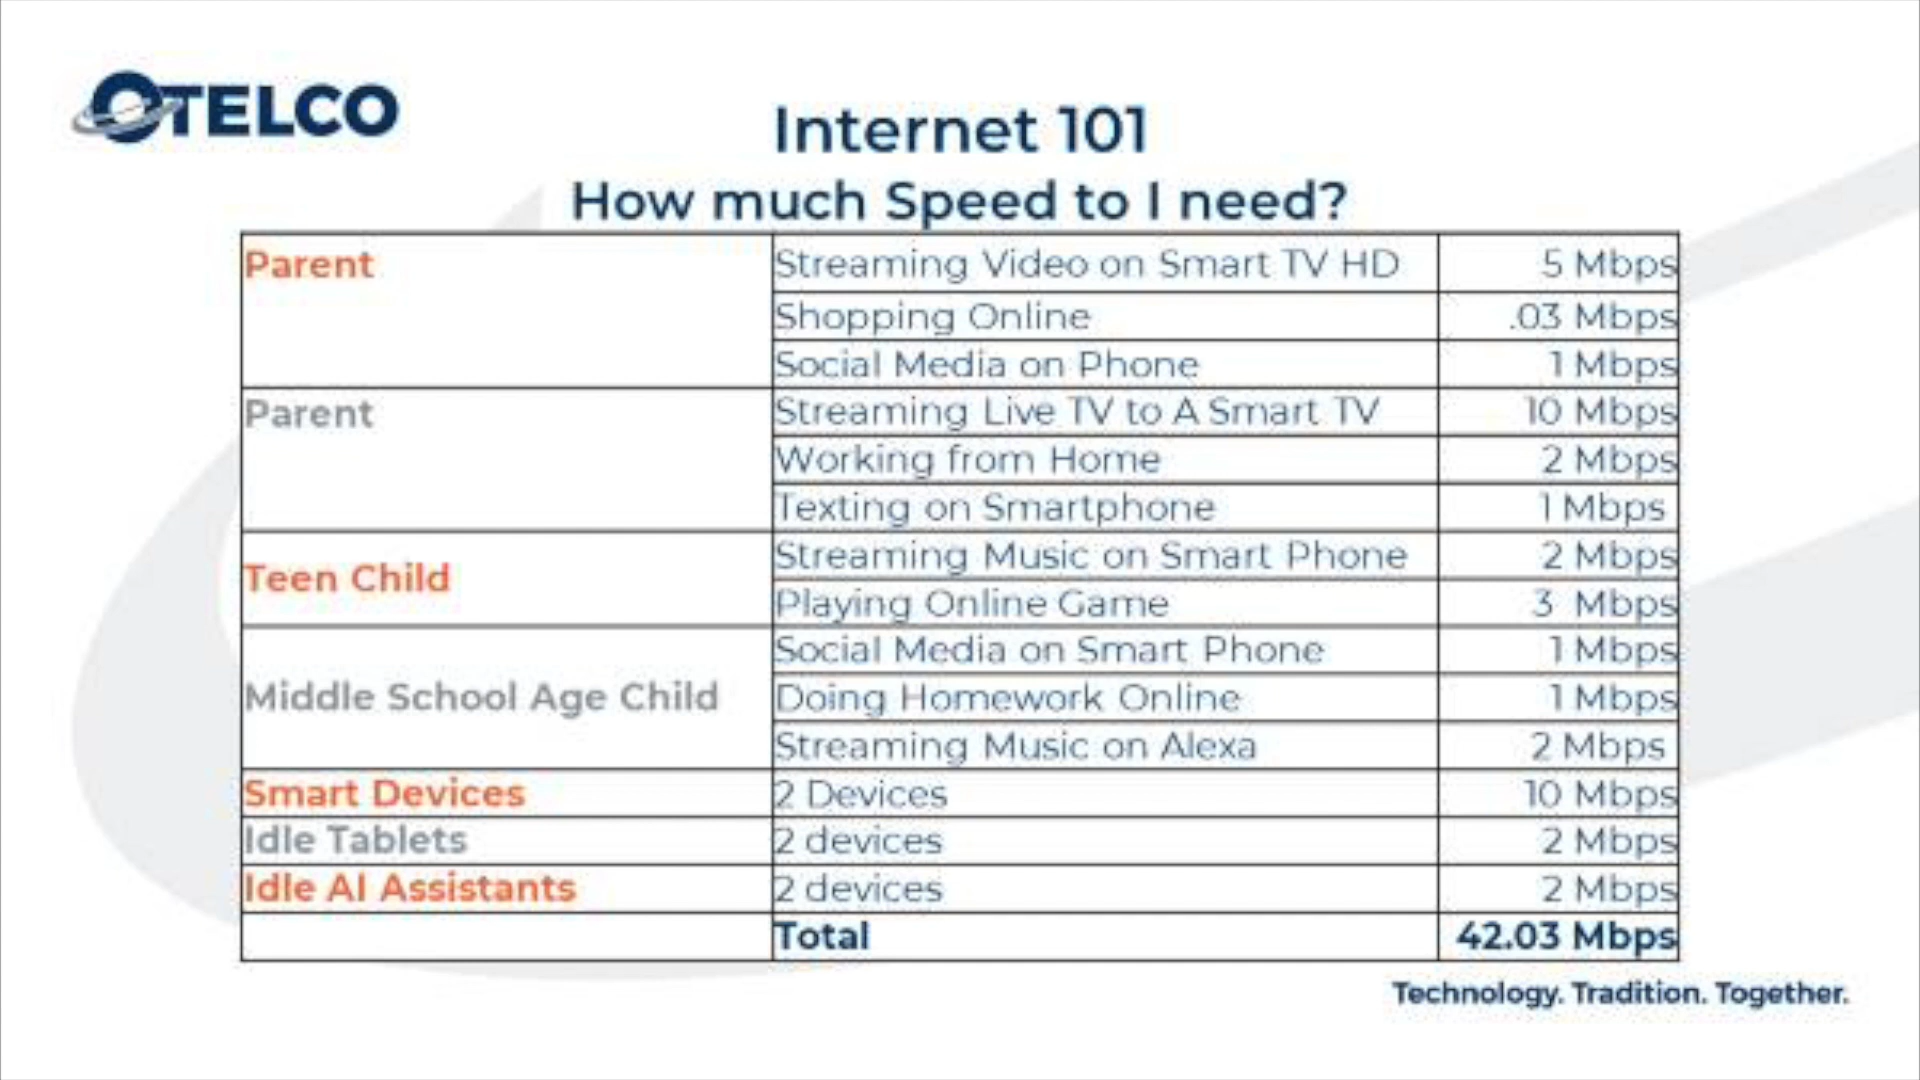 OTELCO
Internet 101
How much Speed to I need?
Parent
Streaming Video on Smart TV HD 5 Mbps
Shopping Online .03 Mbps
Social Media on Phone 1 Mbps
Parent
Streaming Live TV to A Smart TV 10 Mbps
Working from Home 2 Mbps
Texting on Smartphone 1 Mbps
Teen Child
Streaming Music on Smart Phone 2 Mbps
Playing Online Game 3 Mbps
Middle School Age Child
Social Media on Smart Phone 1 Mbps
Doing Homework Online 1 Mbps
Streaming Music on Alexa 2 Mbps
Smart Devices 2 Devices 10 Mbps
Idle Tablets 2 devices 2 Mbps
Idle AI Assistants 2 devices 2 Mbps
Total 42.03 Mbps
Technology. Tradition. Together.